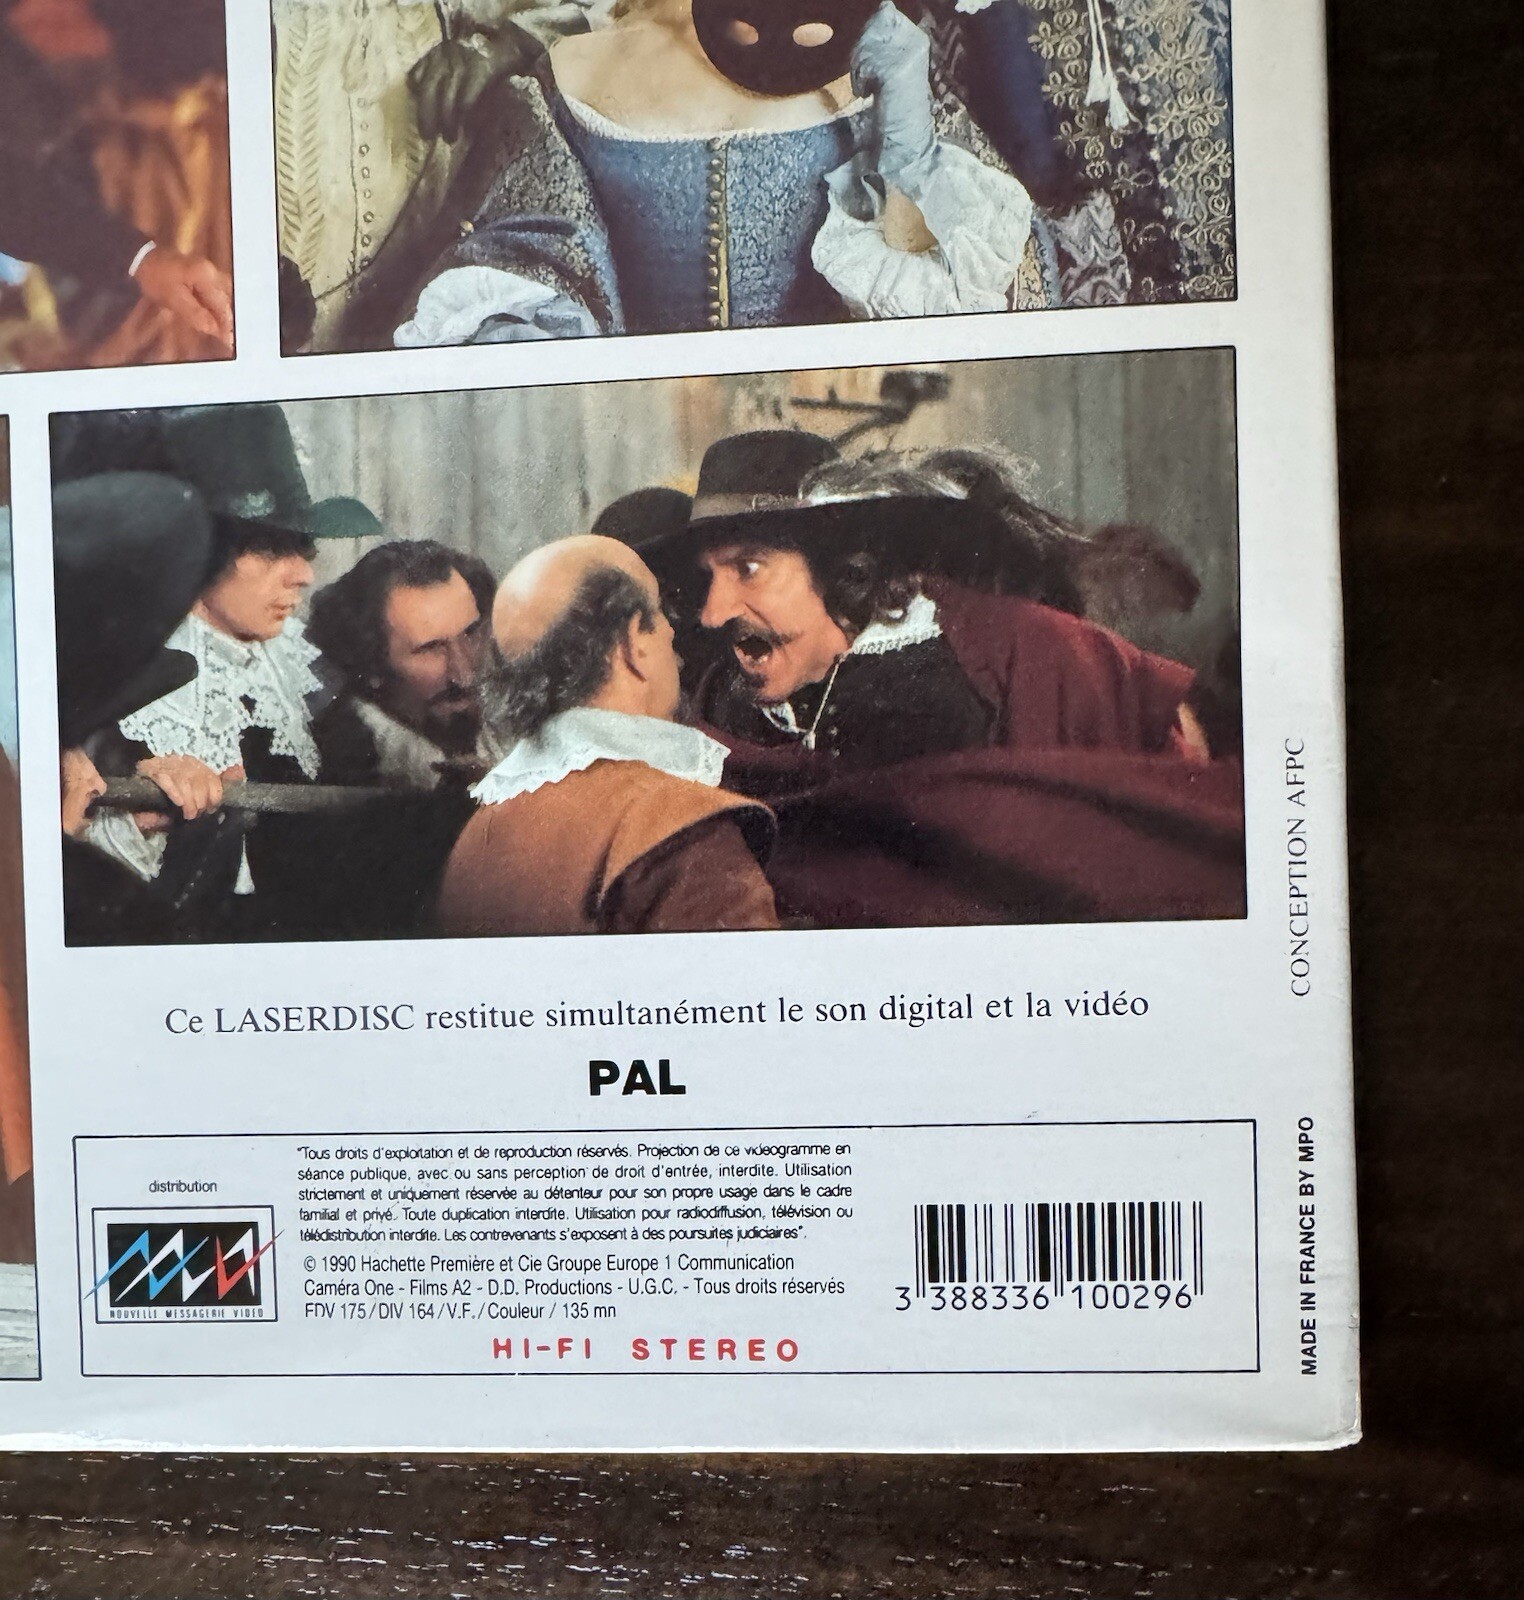 Ce LASERDISC restitue simultanément le son digital et la vidéo
PAL
distribution
NOUVELLE MESSAGERIE VIDEO
"Tous droits d'exploitation et de reproduction réservés. Projection de ce videogramme en
séance publique, avec ou sans perception de droit d'entrée, interdite. Utilisation
strictement et uniquement réservée au détenteur pour son propre usage dans le cadre
familial et privé. Toute duplication interdite. Utilisation pour radiodiffusion, télévision ou
télédistribution interdite. Les contrevenants s'exposent à des poursuites judiciaires".
© 1990 Hachette Première et Cie Groupe Europe 1 Communication
Caméra One - Films A2 - D.D. Productions - U.G.C. - Tous droits réservés
FDV 175/DIV 164/V.F./Couleur / 135 mn
HI-FI STEREO
3 388336 100296
CONCEPTION AFPC
MADE IN FRANCE BY MPO